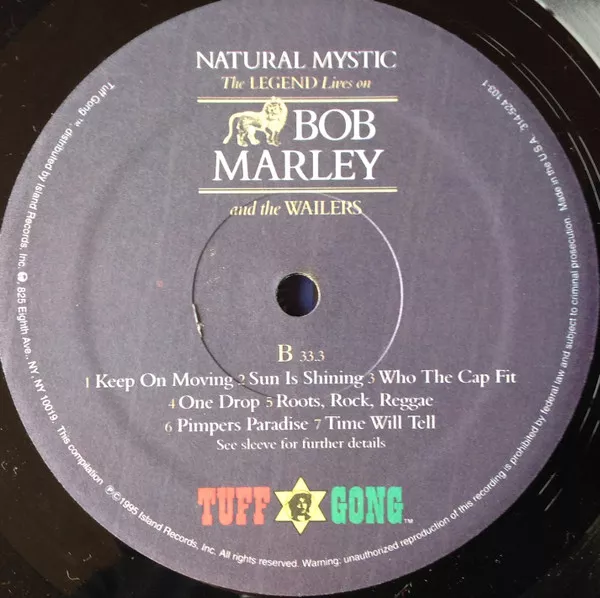 NATURAL MYSTIC
The LEGEND Lives on
BOB
MARLEY
and the WAILERS
B 33.3
1 Keep On Moving 2 Sun Is Shining 3 Who The Cap Fit
4 One Drop 5 Roots, Rock, Reggae
6 Pimpers Paradise 7 Time Will Tell
See sleeve for further details
TUFF GONG™
Tuff Gong™ distributed by Island Records, Inc. ℗, 825 Eighth Ave., NY, NY 10019. This compilation ℗©1995 Island Records, Inc. All rights reserved. Warning: unauthorized reproduction of this recording is prohibited by federal law and subject to criminal prosecution. Made in the U.S.A. 314-524 103-1